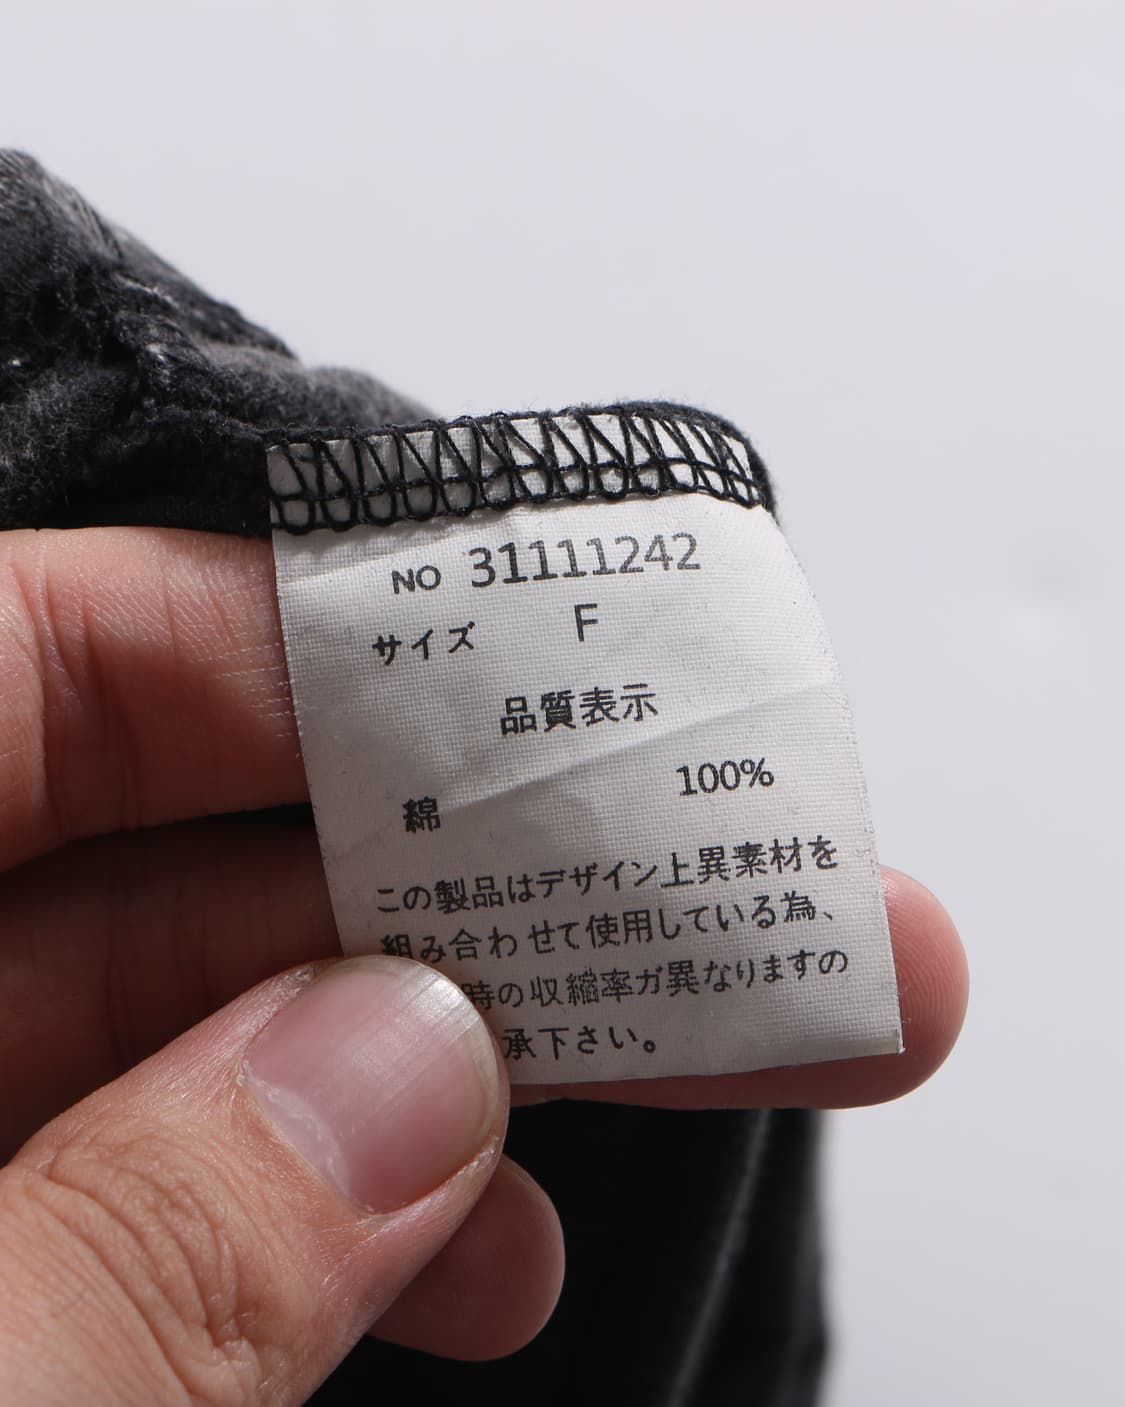 NO 31111242
サイズ F
品質表示
綿 100%
この製品はデザイン上異素材を
組み合わせて使用している為、
時の収縮率ガ異なりますの
承下さい。